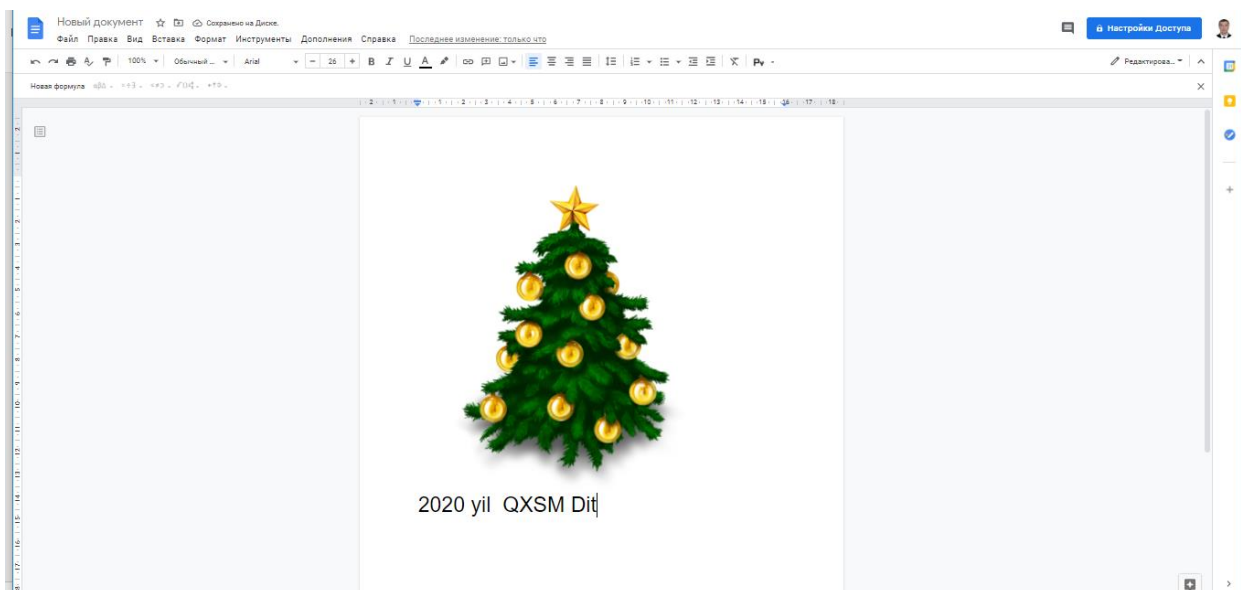 Новый документ
Сохранено на Диске.
Файл Правка Вид Вставка Формат Инструменты Дополнения Справка Последнее изменение: только что
Настройки Доступа
100% Обычный ... Arial 26 B I U A Редактирова...
Новая формула
2020 yil QXSM Dit